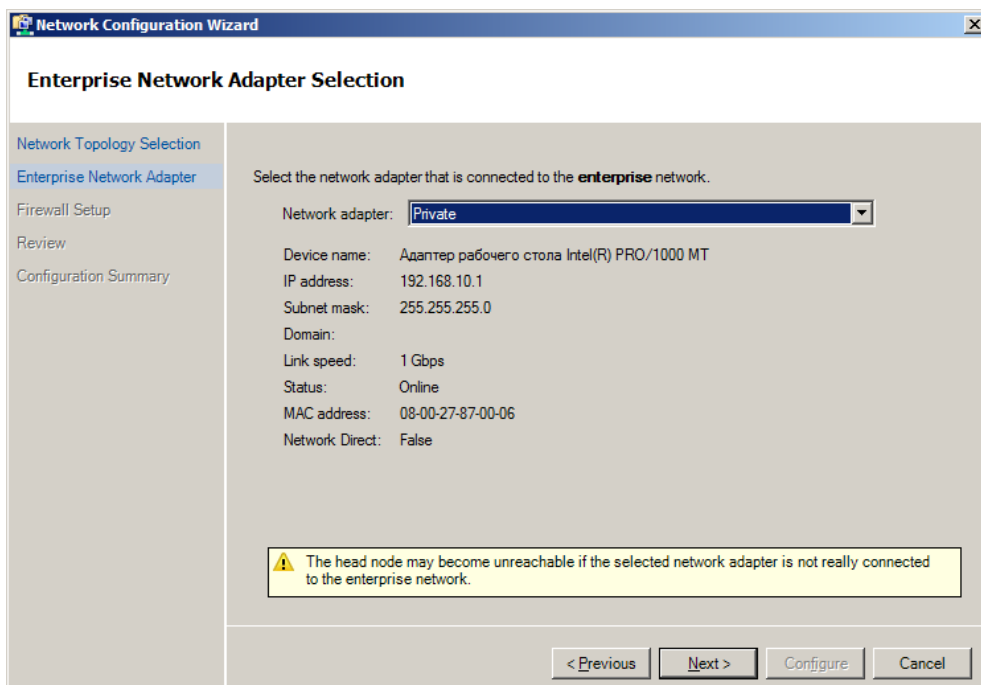 Network Configuration Wizard
Enterprise Network Adapter Selection
Network Topology Selection
Enterprise Network Adapter
Firewall Setup
Review
Configuration Summary
Select the network adapter that is connected to the enterprise network.
Network adapter: Private
Device name: Адаптер рабочего стола Intel(R) PRO/1000 MT
IP address: 192.168.10.1
Subnet mask: 255.255.255.0
Domain:
Link speed: 1 Gbps
Status: Online
MAC address: 08-00-27-87-00-06
Network Direct: False
The head node may become unreachable if the selected network adapter is not really connected
to the enterprise network.
< Previous Next > Configure Cancel